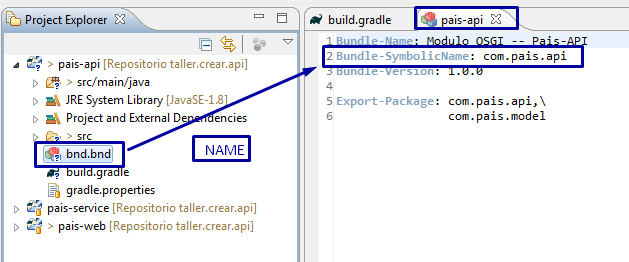 Project Explorer
> pais-api [Repositorio taller.crear.api]
> src/main/java
JRE System Library [JavaSE-1.8]
Project and External Dependencies
> src
bnd.bnd
build.gradle
gradle.properties
pais-service [Repositorio taller.crear.api]
> pais-web [Repositorio taller.crear.api]
NAME
build.gradle
pais-api
1 Bundle-Name: Modulo OSGI -- Pais-API
2 Bundle-SymbolicName: com.pais.api
3 Bundle-Version: 1.0.0
4
5 Export-Package: com.pais.api,\
6 com.pais.model